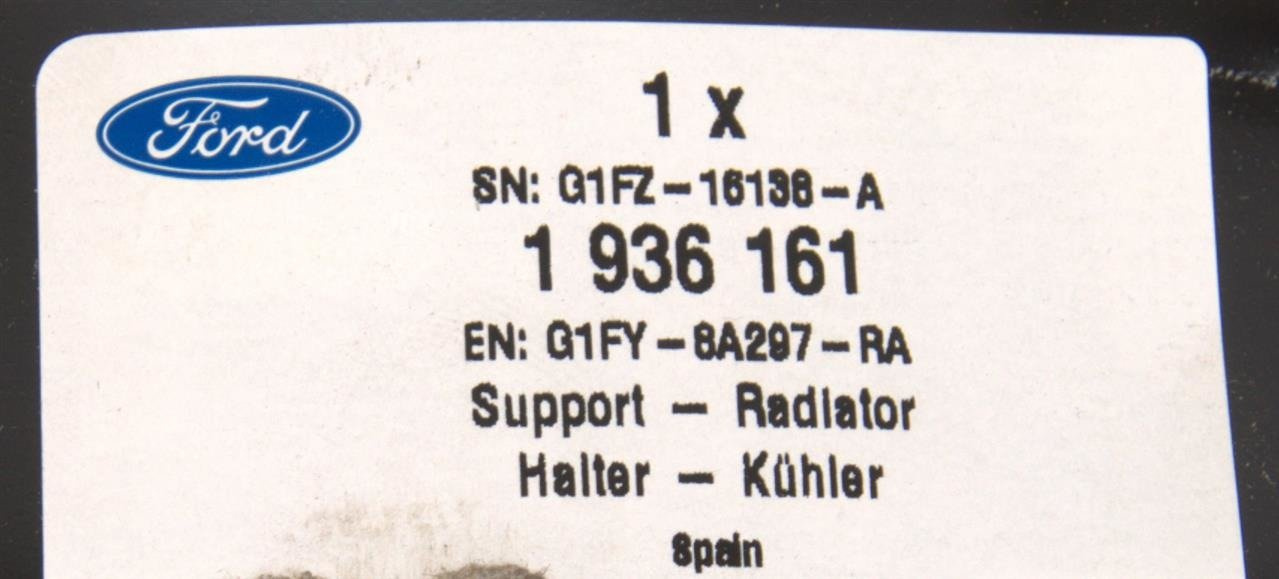 Ford
1 x
SN: G1FZ-16138-A
1 936 161
EN: G1FY-8A297-RA
Support - Radiator
Halter - Kühler
Spain